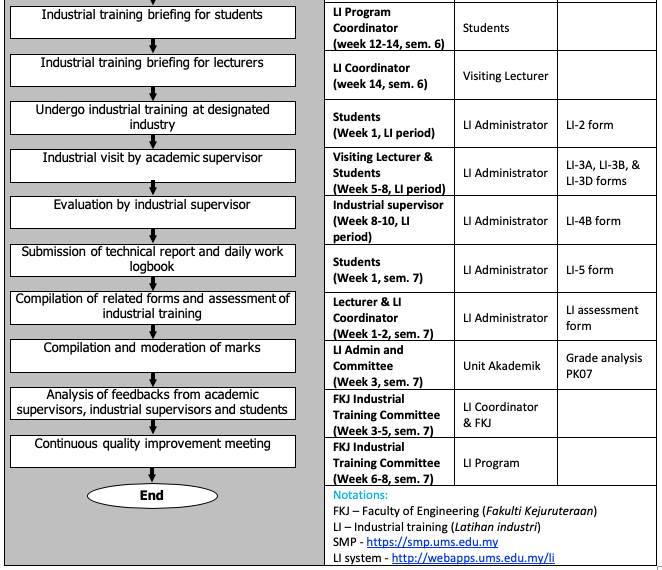 Industrial training briefing for students
LI Program
Coordinator
(week 12-14, sem. 6)
Students
Industrial training briefing for lecturers
LI Coordinator
(week 14, sem. 6)
Visiting Lecturer
Undergo industrial training at designated
industry
Students
(Week 1, LI period)
LI Administrator
LI-2 form
Industrial visit by academic supervisor
Visiting Lecturer &
Students
(Week 5-8, LI period)
LI Administrator
LI-3A, LI-3B, &
LI-3D forms
Evaluation by industrial supervisor
Industrial supervisor
(Week 8-10, LI
period)
LI Administrator
LI-4B form
Submission of technical report and daily work
logbook
Students
(Week 1, sem. 7)
LI Administrator
LI-5 form
Compilation of related forms and assessment of
industrial training
Lecturer & LI
Coordinator
(Week 1-2, sem. 7)
LI Administrator
LI assessment
form
Compilation and moderation of marks
LI Admin and
Committee
(Week 3, sem. 7)
Unit Akademik
Grade analysis
PK07
Analysis of feedbacks from academic
supervisors, industrial supervisors and students
FKJ Industrial
Training Committee
(Week 3-5, sem. 7)
LI Coordinator
& FKJ
Continuous quality improvement meeting
FKJ Industrial
Training Committee
(Week 6-8, sem. 7)
LI Program
End
Notations:
FKJ – Faculty of Engineering (Fakulti Kejuruteraan)
LI – Industrial training (Latihan industri)
SMP - https://smp.ums.edu.my
LI system - http://webapps.ums.edu.my/li